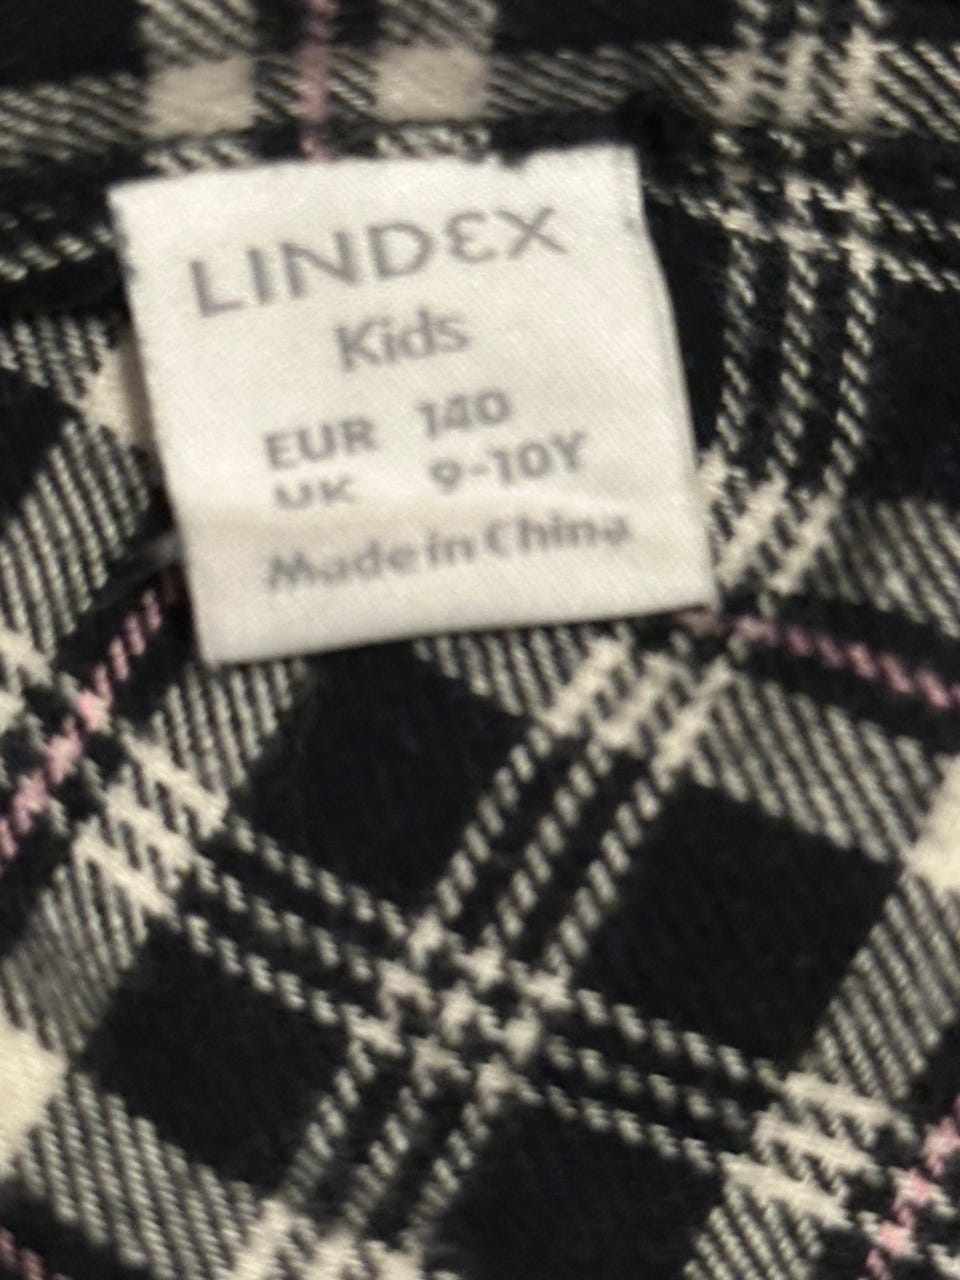 LINDEX
Kids
EUR 140
UK 9-10Y
Made in China